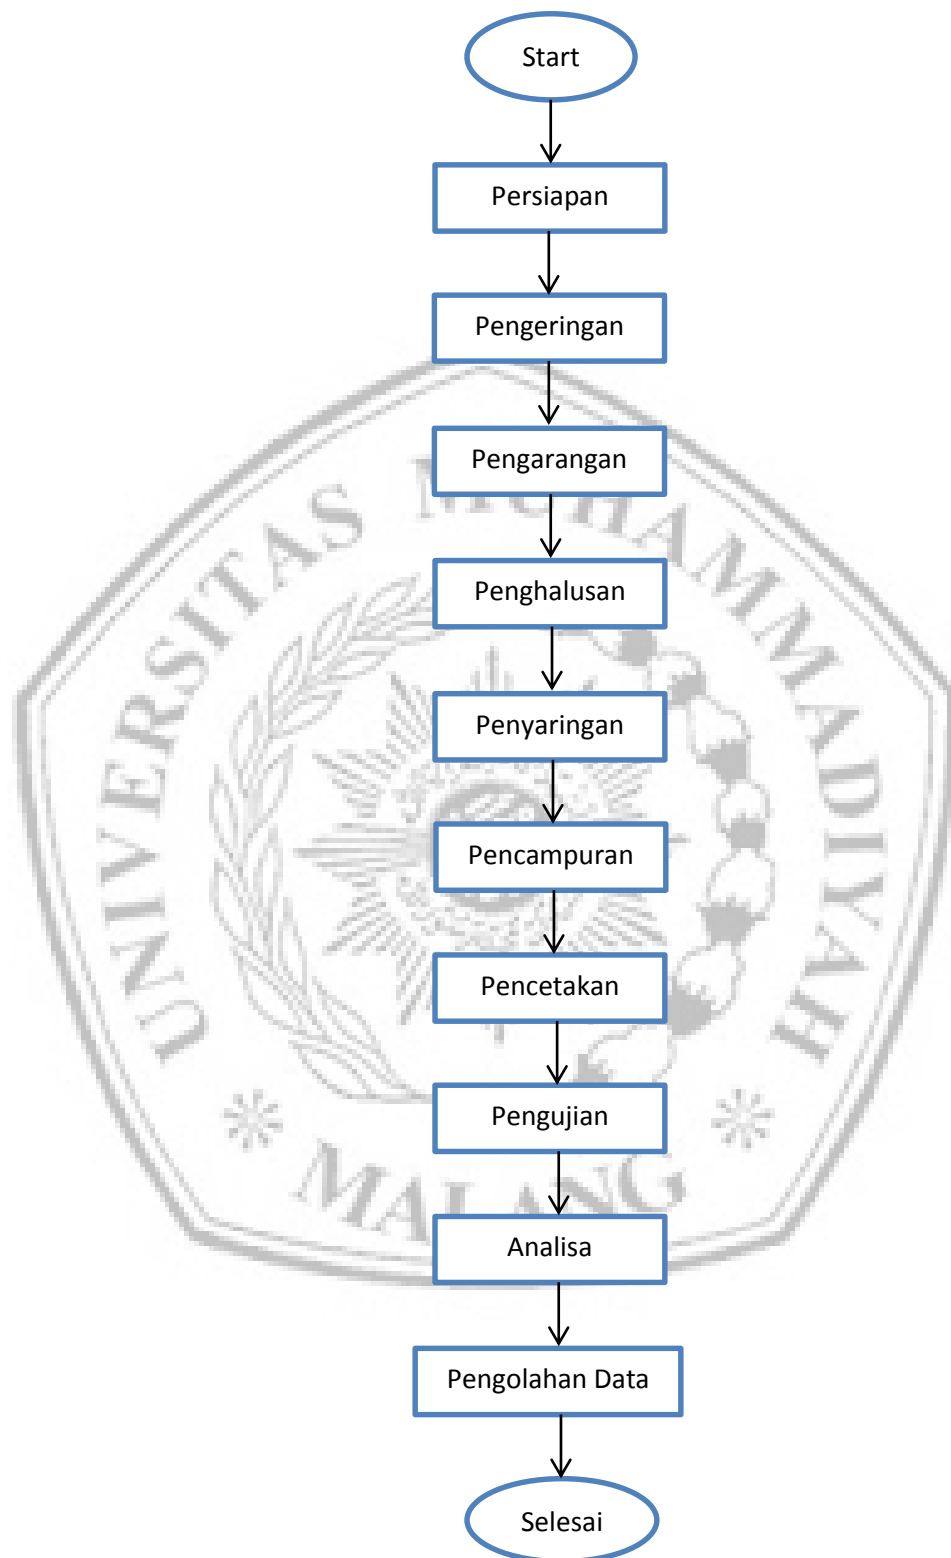 Start
Persiapan
Pengeringan
Pengarangan
Penghalusan
Penyaringan
Pencampuran
Pencetakan
Pengujian
Analisa
Pengolahan Data
Selesai
UNIVERSITAS MUHAMMADIYAH
MALANG